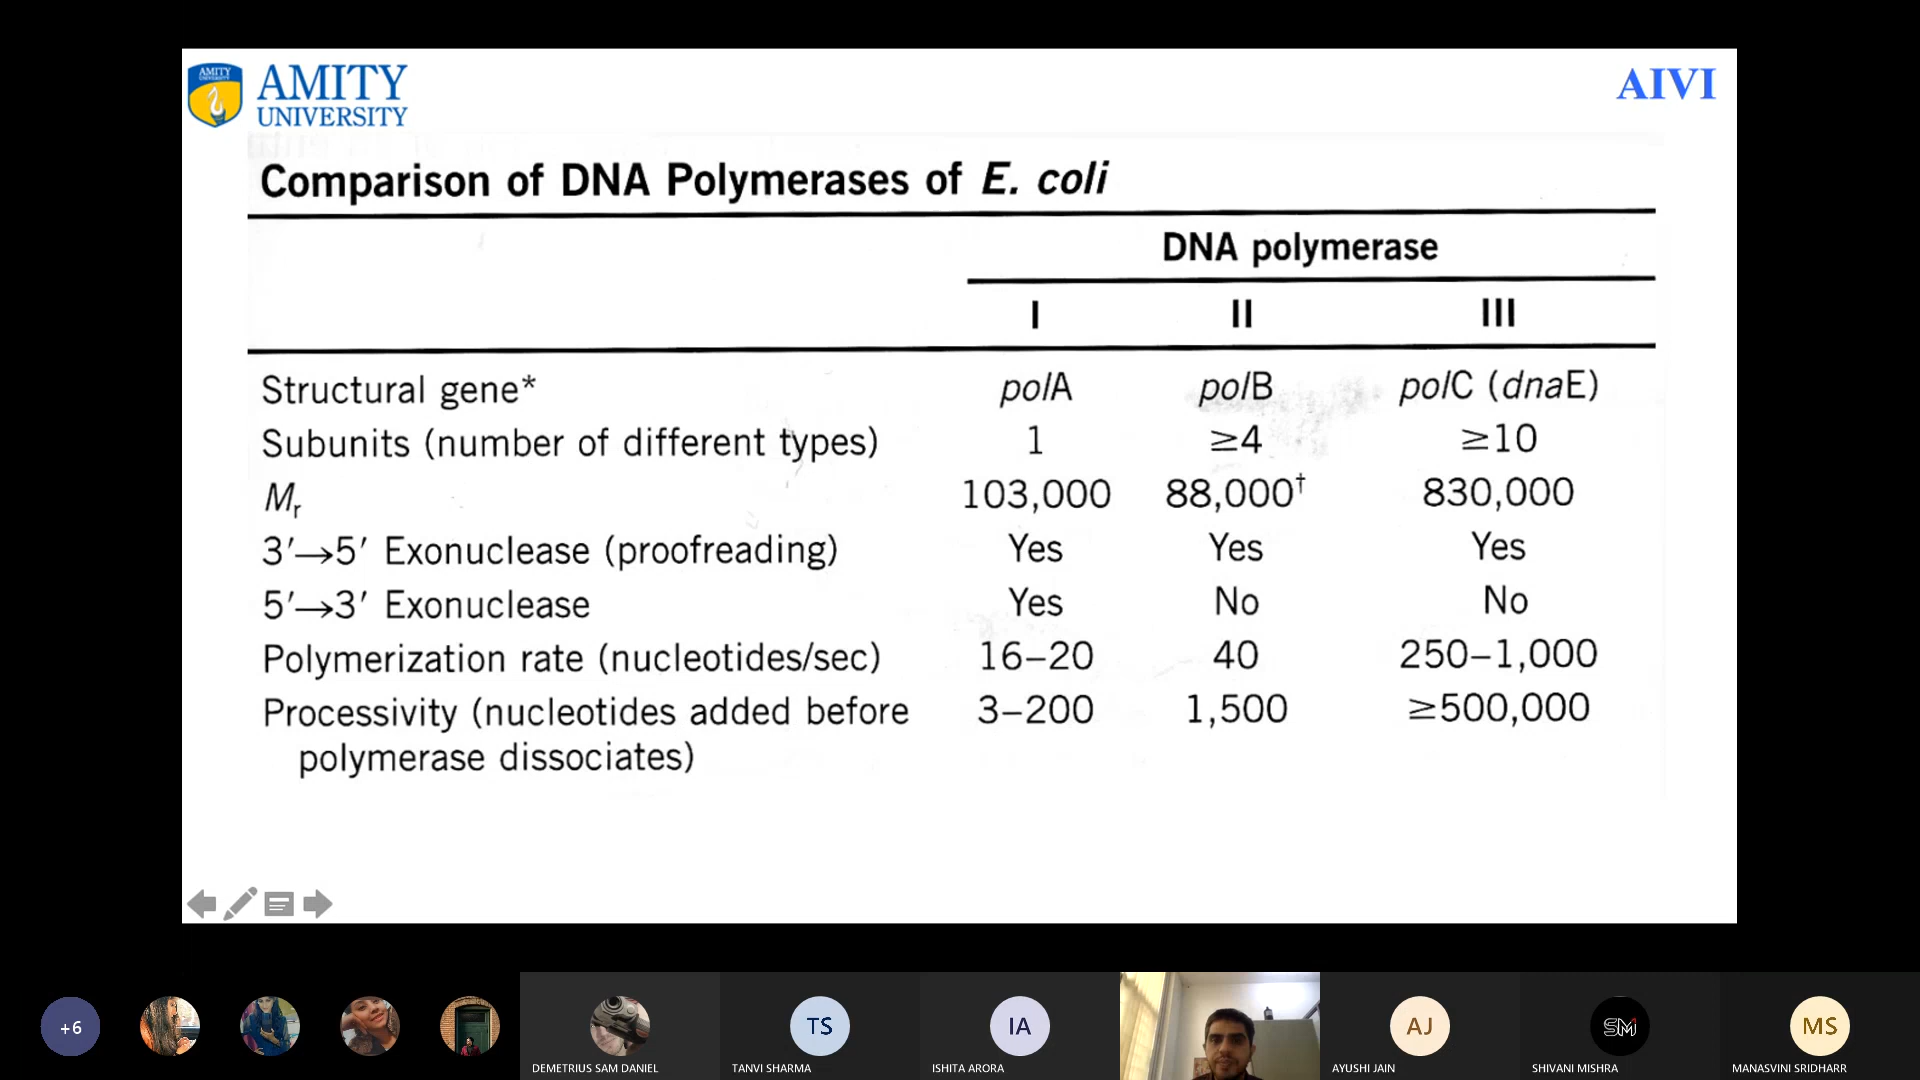 AMITY
AMITY
UNIVERSITY
AIVI
Comparison of DNA Polymerases of E. coli
DNA polymerase
I II III
Structural gene* polA polB polC (dnaE)
Subunits (number of different types) 1 ≥4 ≥10
Mr 103,000 88,000† 830,000
3′→5′ Exonuclease (proofreading) Yes Yes Yes
5′→3′ Exonuclease Yes No No
Polymerization rate (nucleotides/sec) 16–20 40 250–1,000
Processivity (nucleotides added before 3–200 1,500 ≥500,000
polymerase dissociates)
+6 TS IA AJ SM MS
DEMETRIUS SAM DANIEL TANVI SHARMA ISHITA ARORA AYUSHI JAIN SHIVANI MISHRA MANASVINI SRIDHARR